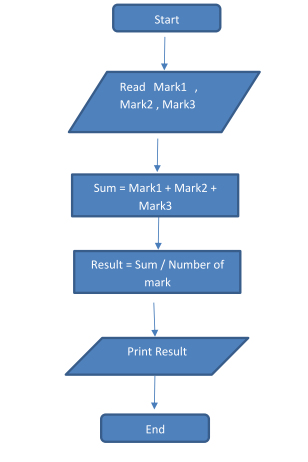 Start
Read Mark1 ,
Mark2 , Mark3
Sum = Mark1 + Mark2 +
Mark3
Result = Sum / Number of
mark
Print Result
End